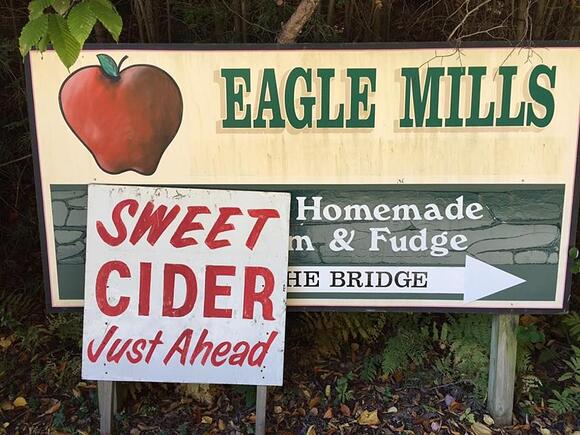 EAGLE MILLS
Homemade
& Fudge
BRIDGE
SWEET
CIDER
Just Ahead